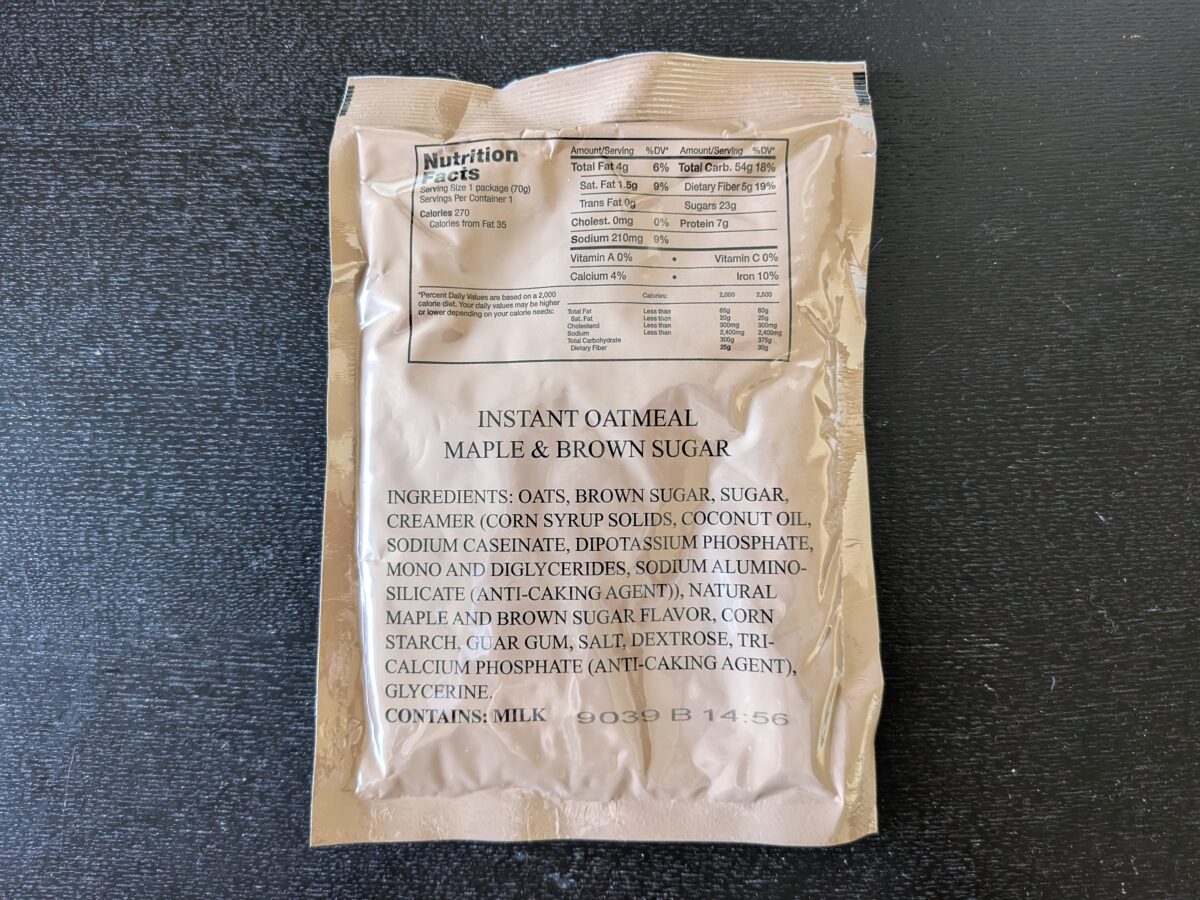 Nutrition
Facts
Serving Size 1 package (70g)
Servings Per Container 1
Calories 270
Calories from Fat 35
Amount/Serving %DV* Amount/Serving %DV*
Total Fat 4g 6% Total Carb. 54g 18%
Sat. Fat 1.5g 9% Dietary Fiber 5g 19%
Trans Fat 0g Sugars 23g
Cholest. 0mg 0% Protein 7g
Sodium 210mg 9%
Vitamin A 0% • Vitamin C 0%
Calcium 4% • Iron 10%
*Percent Daily Values are based on a 2,000
calorie diet. Your daily values may be higher
or lower depending on your calorie needs:
Calories: 2,000 2,500
Total Fat Less than 65g 80g
Sat. Fat Less than 20g 25g
Cholesterol Less than 300mg 300mg
Sodium Less than 2,400mg 2,400mg
Total Carbohydrate 300g 375g
Dietary Fiber 25g 30g
INSTANT OATMEAL
MAPLE & BROWN SUGAR
INGREDIENTS: OATS, BROWN SUGAR, SUGAR,
CREAMER (CORN SYRUP SOLIDS, COCONUT OIL,
SODIUM CASEINATE, DIPOTASSIUM PHOSPHATE,
MONO AND DIGLYCERIDES, SODIUM ALUMINO-
SILICATE (ANTI-CAKING AGENT)), NATURAL
MAPLE AND BROWN SUGAR FLAVOR, CORN
STARCH, GUAR GUM, SALT, DEXTROSE, TRI-
CALCIUM PHOSPHATE (ANTI-CAKING AGENT),
GLYCERINE.
CONTAINS: MILK 9039 B 14:56